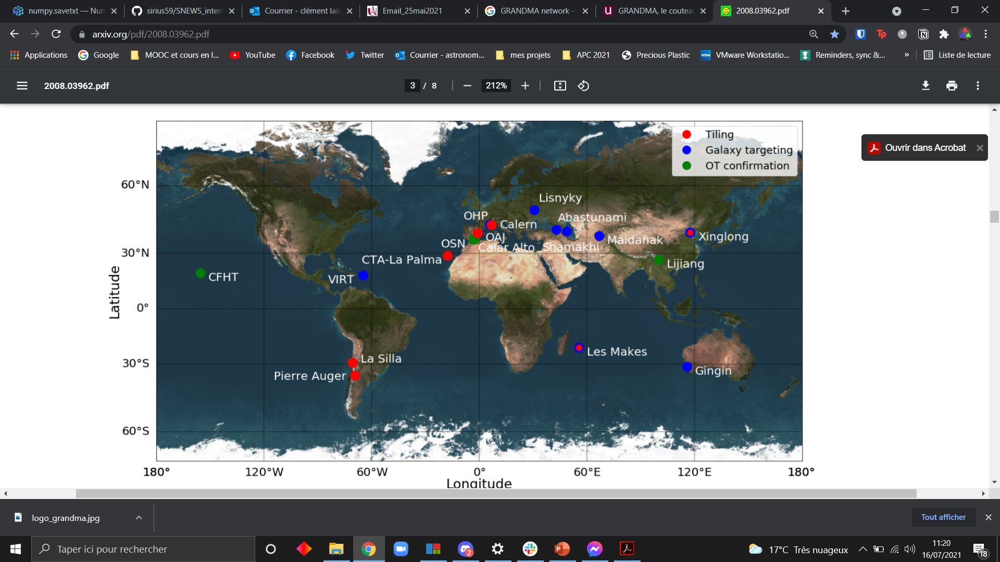 numpy.savetxt — Num
sirius59/SNEWS_intern
Courrier - clément lais
Email_25mai2021
GRANDMA network –
GRANDMA, le couteau
2008.03962.pdf
arxiv.org/pdf/2008.03962.pdf
Applications
Google
MOOC et cours en l...
YouTube
Facebook
Twitter
Courrier - astronom...
mes projets
APC 2021
Precious Plastic
VMware Workstatio...
Reminders, sync &...
»
Liste de lecture
2008.03962.pdf
3 / 8
212%
Ouvrir dans Acrobat
Tiling
Galaxy targeting
OT confirmation
60°N
30°N
0°
30°S
60°S
Latitude
Lisnyky
OHP
Abastunami
Calern
OAJ
Xinglong
OSN
Calar Alto
Shamakhi
Maidanak
CTA-La Palma
Lijiang
CFHT
VIRT
Les Makes
La Silla
Gingin
Pierre Auger
180°
120°W
60°W
0°
60°E
120°E
180°
Longitude
logo_grandma.jpg
Tout afficher
Taper ici pour rechercher
2
17°C Très nuageux
11:20
16/07/2021
18